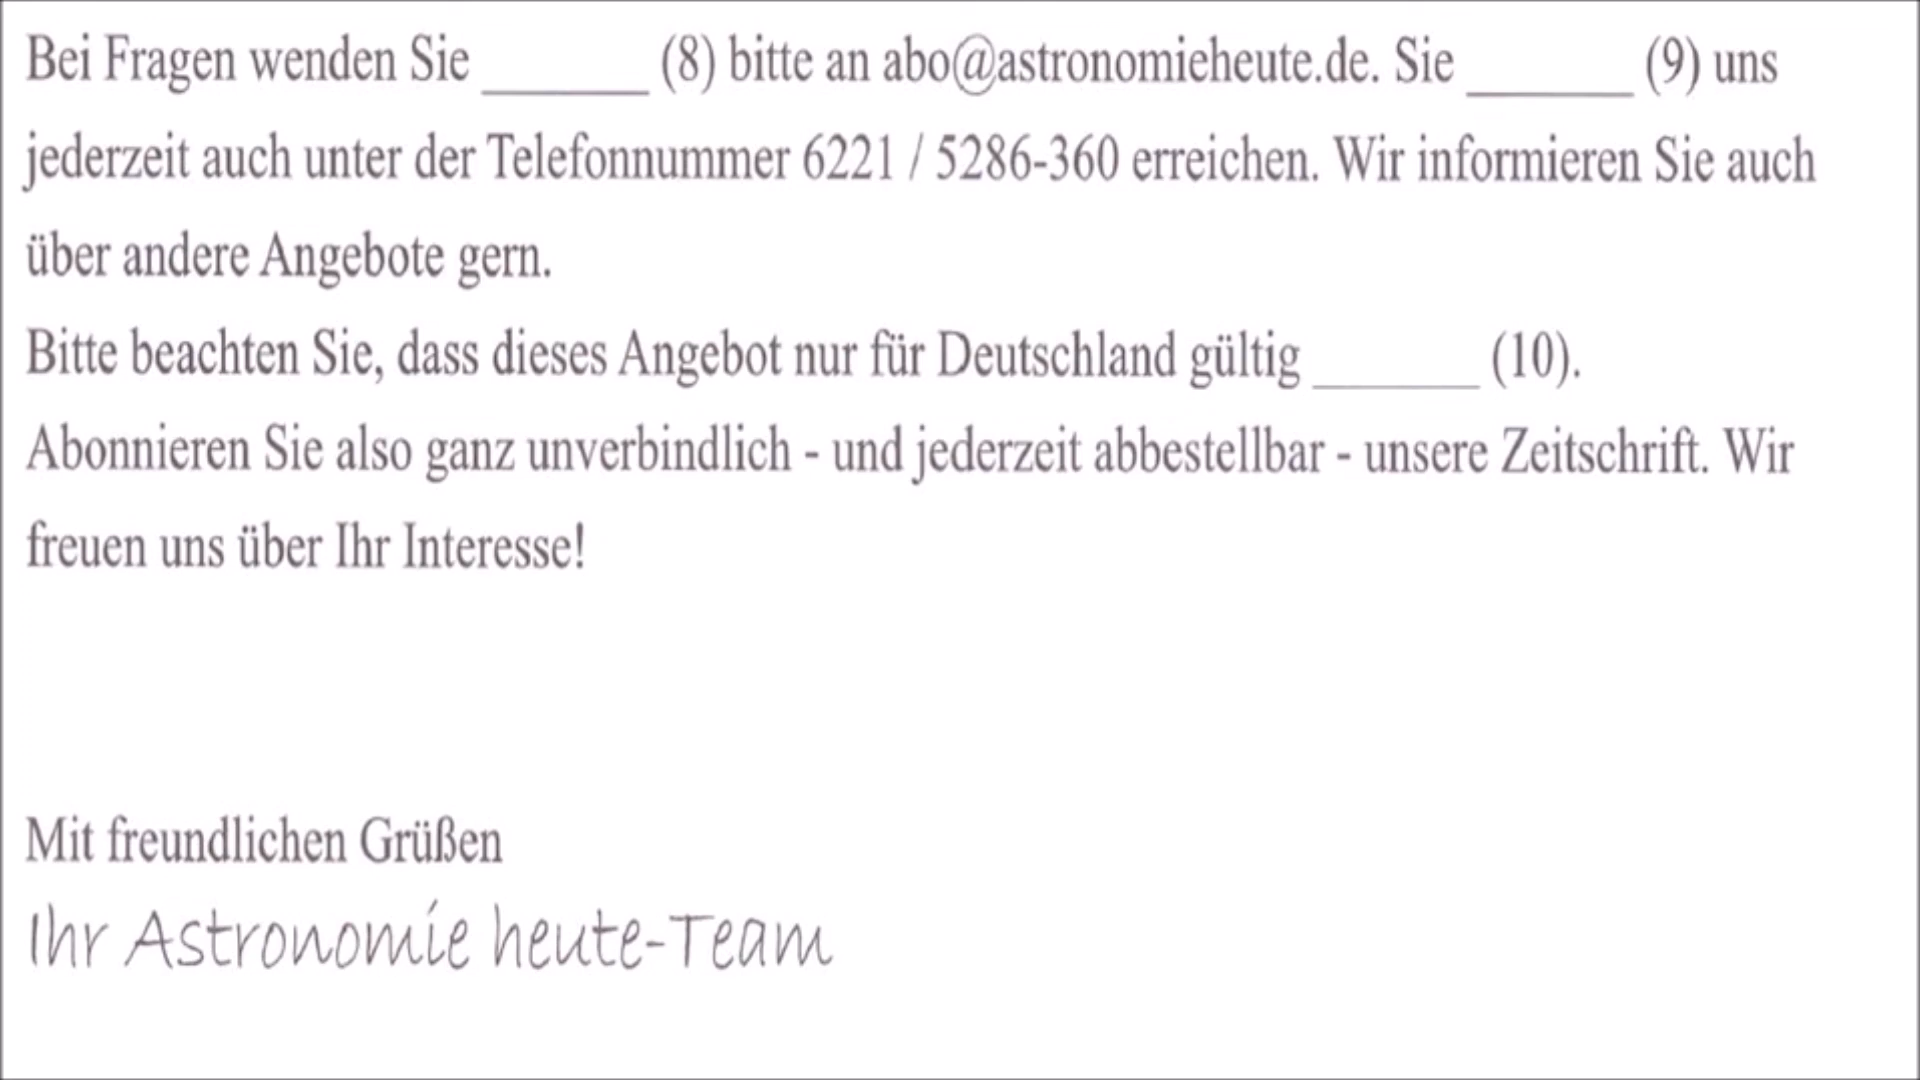 Bei Fragen wenden Sie ______ (8) bitte an abo@astronomieheute.de. Sie ______ (9) uns
jederzeit auch unter der Telefonnummer 6221 / 5286-360 erreichen. Wir informieren Sie auch
über andere Angebote gern.
Bitte beachten Sie, dass dieses Angebot nur für Deutschland gültig ______ (10).
Abonnieren Sie also ganz unverbindlich - und jederzeit abbestellbar - unsere Zeitschrift. Wir
freuen uns über Ihr Interesse!
Mit freundlichen Grüßen
Ihr Astronomie heute-Team